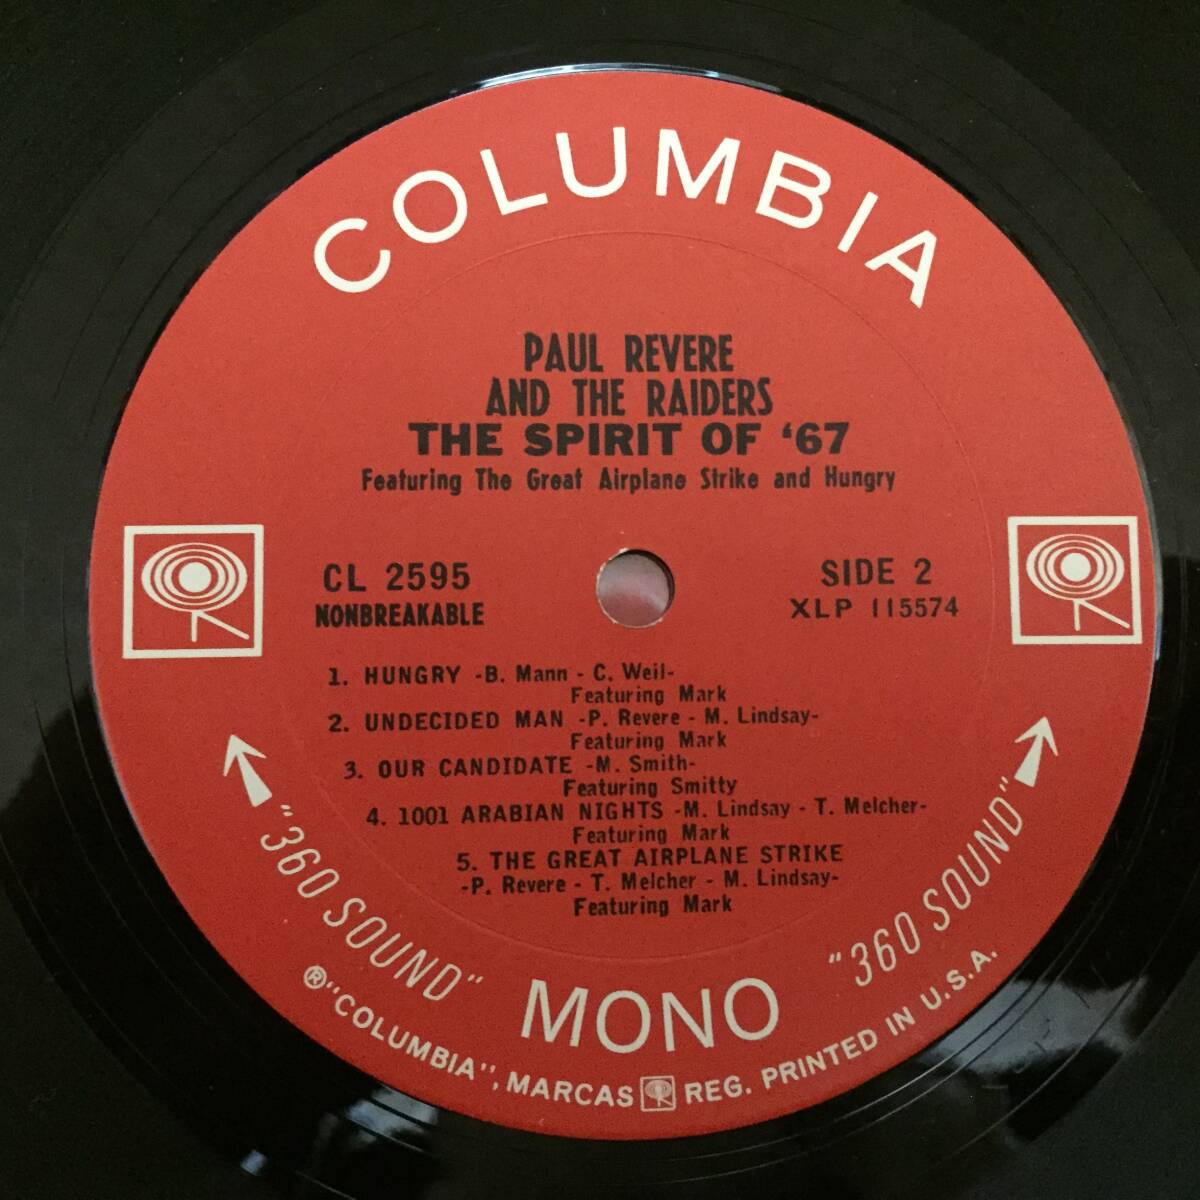 COLUMBIA
PAUL REVERE
AND THE RAIDERS
THE SPIRIT OF ‘67
Featuring The Great Airplane Strike and Hungry
CL 2595
NONBREAKABLE
SIDE 2
XLP 115574
1. HUNGRY -B. Mann - C. Weil-
Featuring Mark
2. UNDECIDED MAN -P. Revere - M. Lindsay-
Featuring Mark
3. OUR CANDIDATE -M. Smith-
Featuring Smitty
4. 1001 ARABIAN NIGHTS -M. Lindsay - T. Melcher-
Featuring Mark
5. THE GREAT AIRPLANE STRIKE
-P. Revere - T. Melcher - M. Lindsay-
Featuring Mark
"360 SOUND"
MONO
"360 SOUND"
®"COLUMBIA", MARCAS REG. PRINTED IN U.S.A.